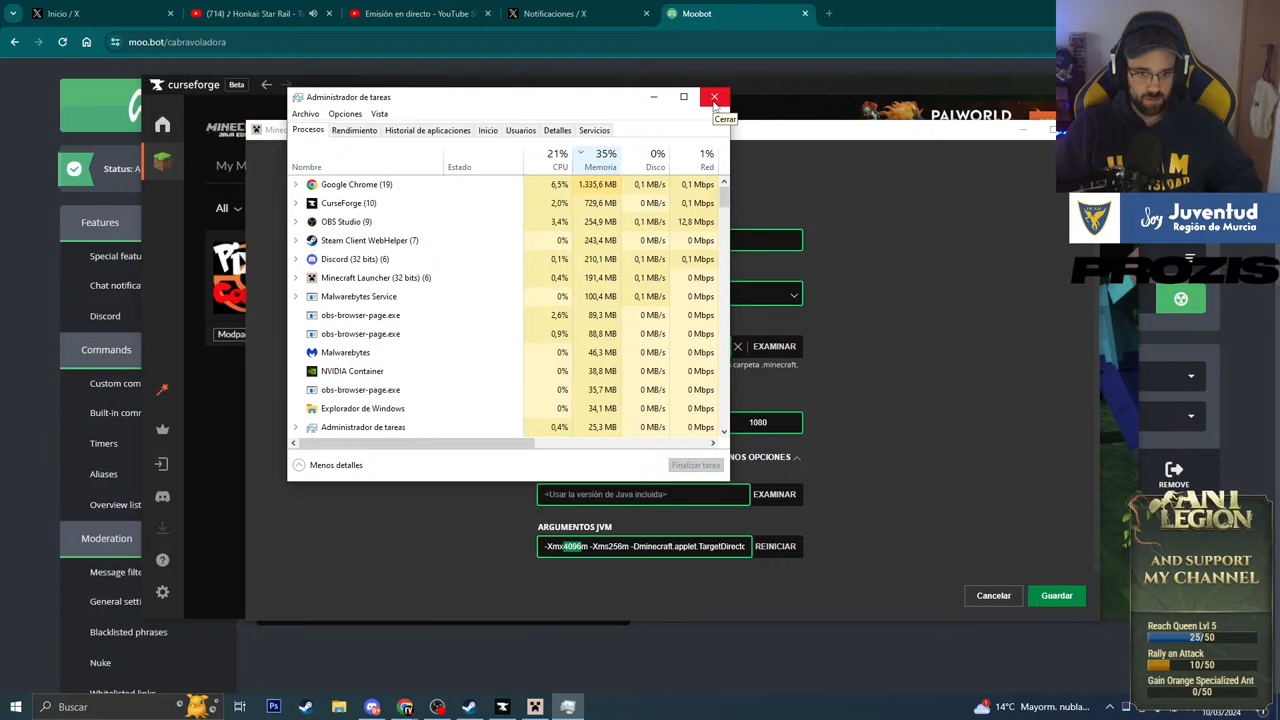 Inicio / X
(714) ♪ Honkai: Star Rail -
Emisión en directo - YouTube S
Notificaciones / X
Moobot
moo.bot/cabravoladora
curseforge Beta
Status: A
PALWORLD
Administrador de tareas
Cerrar
Archivo Opciones Vista
Procesos Rendimiento Historial de aplicaciones Inicio Usuarios Detalles Servicios
21% 35% 0% 1%
Nombre Estado CPU Memoria Disco Red
Google Chrome (19) 6,5% 1.335,6 MB 0,1 MB/s 0,1 Mbps
CurseForge (10) 2,0% 729,6 MB 0,1 MB/s 0,1 Mbps
OBS Studio (9) 3,4% 254,9 MB 0,1 MB/s 12,8 Mbps
Steam Client WebHelper (7) 0% 243,4 MB 0,1 MB/s 0 Mbps
Discord (32 bits) (6) 0,1% 210,1 MB 0,1 MB/s 0,1 Mbps
Minecraft Launcher (32 bits) (6) 0,4% 191,4 MB 0,1 MB/s 0 Mbps
Malwarebytes Service 0% 100,4 MB 0,1 MB/s 0 Mbps
obs-browser-page.exe 2,6% 89,3 MB 0 MB/s 0 Mbps
obs-browser-page.exe 0,9% 88,8 MB 0 MB/s 0 Mbps
Malwarebytes 0% 46,3 MB 0 MB/s 0 Mbps
NVIDIA Container 0% 38,8 MB 0 MB/s 0 Mbps
obs-browser-page.exe 0% 35,7 MB 0 MB/s 0 Mbps
Explorador de Windows 0% 34,1 MB 0 MB/s 0 Mbps
Administrador de tareas 0,4% 25,3 MB 0 MB/s 0 Mbps
Menos detalles
Finalizar tarea
My M
All
Modpa
Features
Special featur
Chat notifica
Discord
Commands
Custom com
Built-in comm
Timers
Aliases
Overview list
Moderation
Message filte
General setti
Blacklisted phrases
Nuke
Whitelisted links
EXAMINAR
carpeta .minecraft.
1080
NOS OPCIONES
<Usar la versión de Java incluida>
EXAMINAR
ARGUMENTOS JVM
-Xmx4096m -Xms256m -Dminecraft.applet.TargetDirectc
REINICIAR
Cancelar
Guardar
Soy Juventud
Región de Murcia
PROZIS
REMOVE
ANT LEGION
AND SUPPORT
MY CHANNEL
Reach Queen Lvl 5
25/50
Rally an Attack
10/50
Gain Orange Specialized Ant
0/50
Buscar
14°C Mayorm. nubla...
10/03/2024